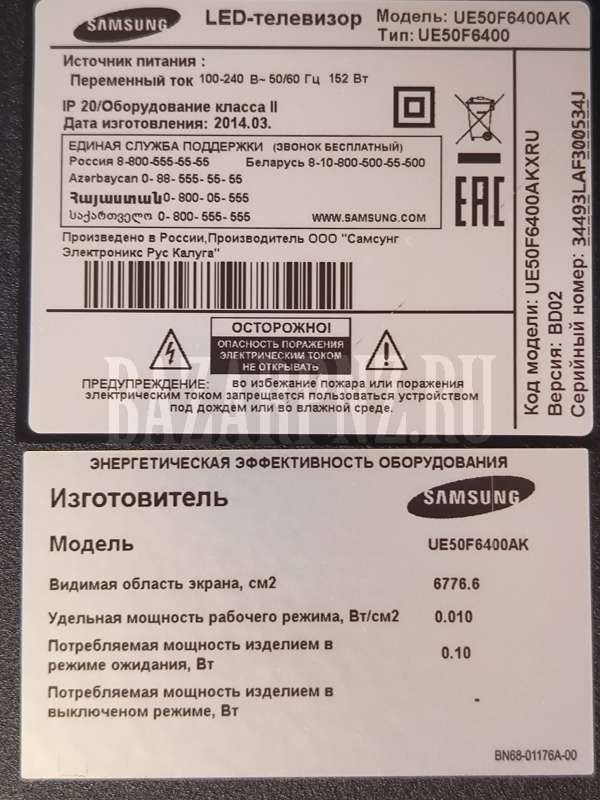 SAMSUNG LED-телевизор Модель: UE50F6400AK
Тип: UE50F6400
Источник питания :
Переменный ток 100-240 В~ 50/60 Гц 152 Вт
IP 20/Оборудование класса II
Дата изготовления: 2014.03.
ЕДИНАЯ СЛУЖБА ПОДДЕРЖКИ (ЗВОНОК БЕСПЛАТНЫЙ)
Россия 8-800-555-55-55 Беларусь 8-10-800-500-55-500
Azərbaycan 0- 88- 555- 55- 55
Հայաստան 0- 800- 05- 555
საქართველო 0- 800- 555- 555 WWW.SAMSUNG.COM
EAC
Произведено в России,Производитель ООО "Самсунг
Электроникс Рус Калуга"
ОСТОРОЖНО!
ОПАСНОСТЬ ПОРАЖЕНИЯ
ЭЛЕКТРИЧЕСКИМ ТОКОМ
НЕ ОТКРЫВАТЬ
ПРЕДУПРЕЖДЕНИЕ: во избежание пожара или поражения
электрическим током запрещается пользоваться устройством
под дождем или во влажной среде.
Код модели: UE50F6400AKXRU
Версия: BD02
Серийный номер: 34493LAF300534J
BAZARPNZ.RU
ЭНЕРГЕТИЧЕСКАЯ ЭФФЕКТИВНОСТЬ ОБОРУДОВАНИЯ
Изготовитель SAMSUNG
Модель UE50F6400AK
Видимая область экрана, см2 6776.6
Удельная мощность рабочего режима, Вт/см2 0.010
Потребляемая мощность изделием в
режиме ожидания, Вт 0.10
Потребляемая мощность изделием в
выключеном режиме, Вт -
BN68-01176A-00